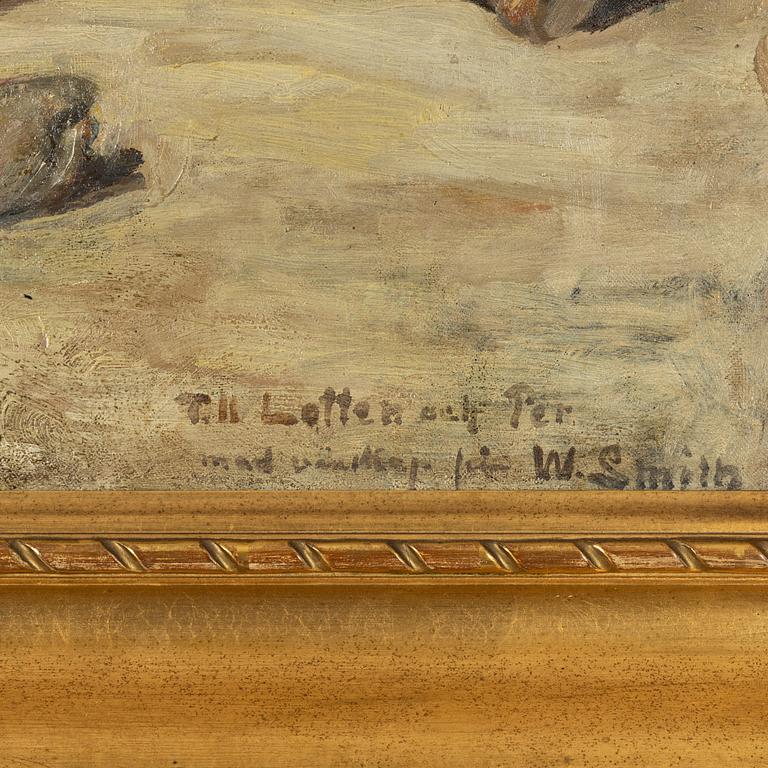 Till Lotten och Per
med vänskap från W. Smith